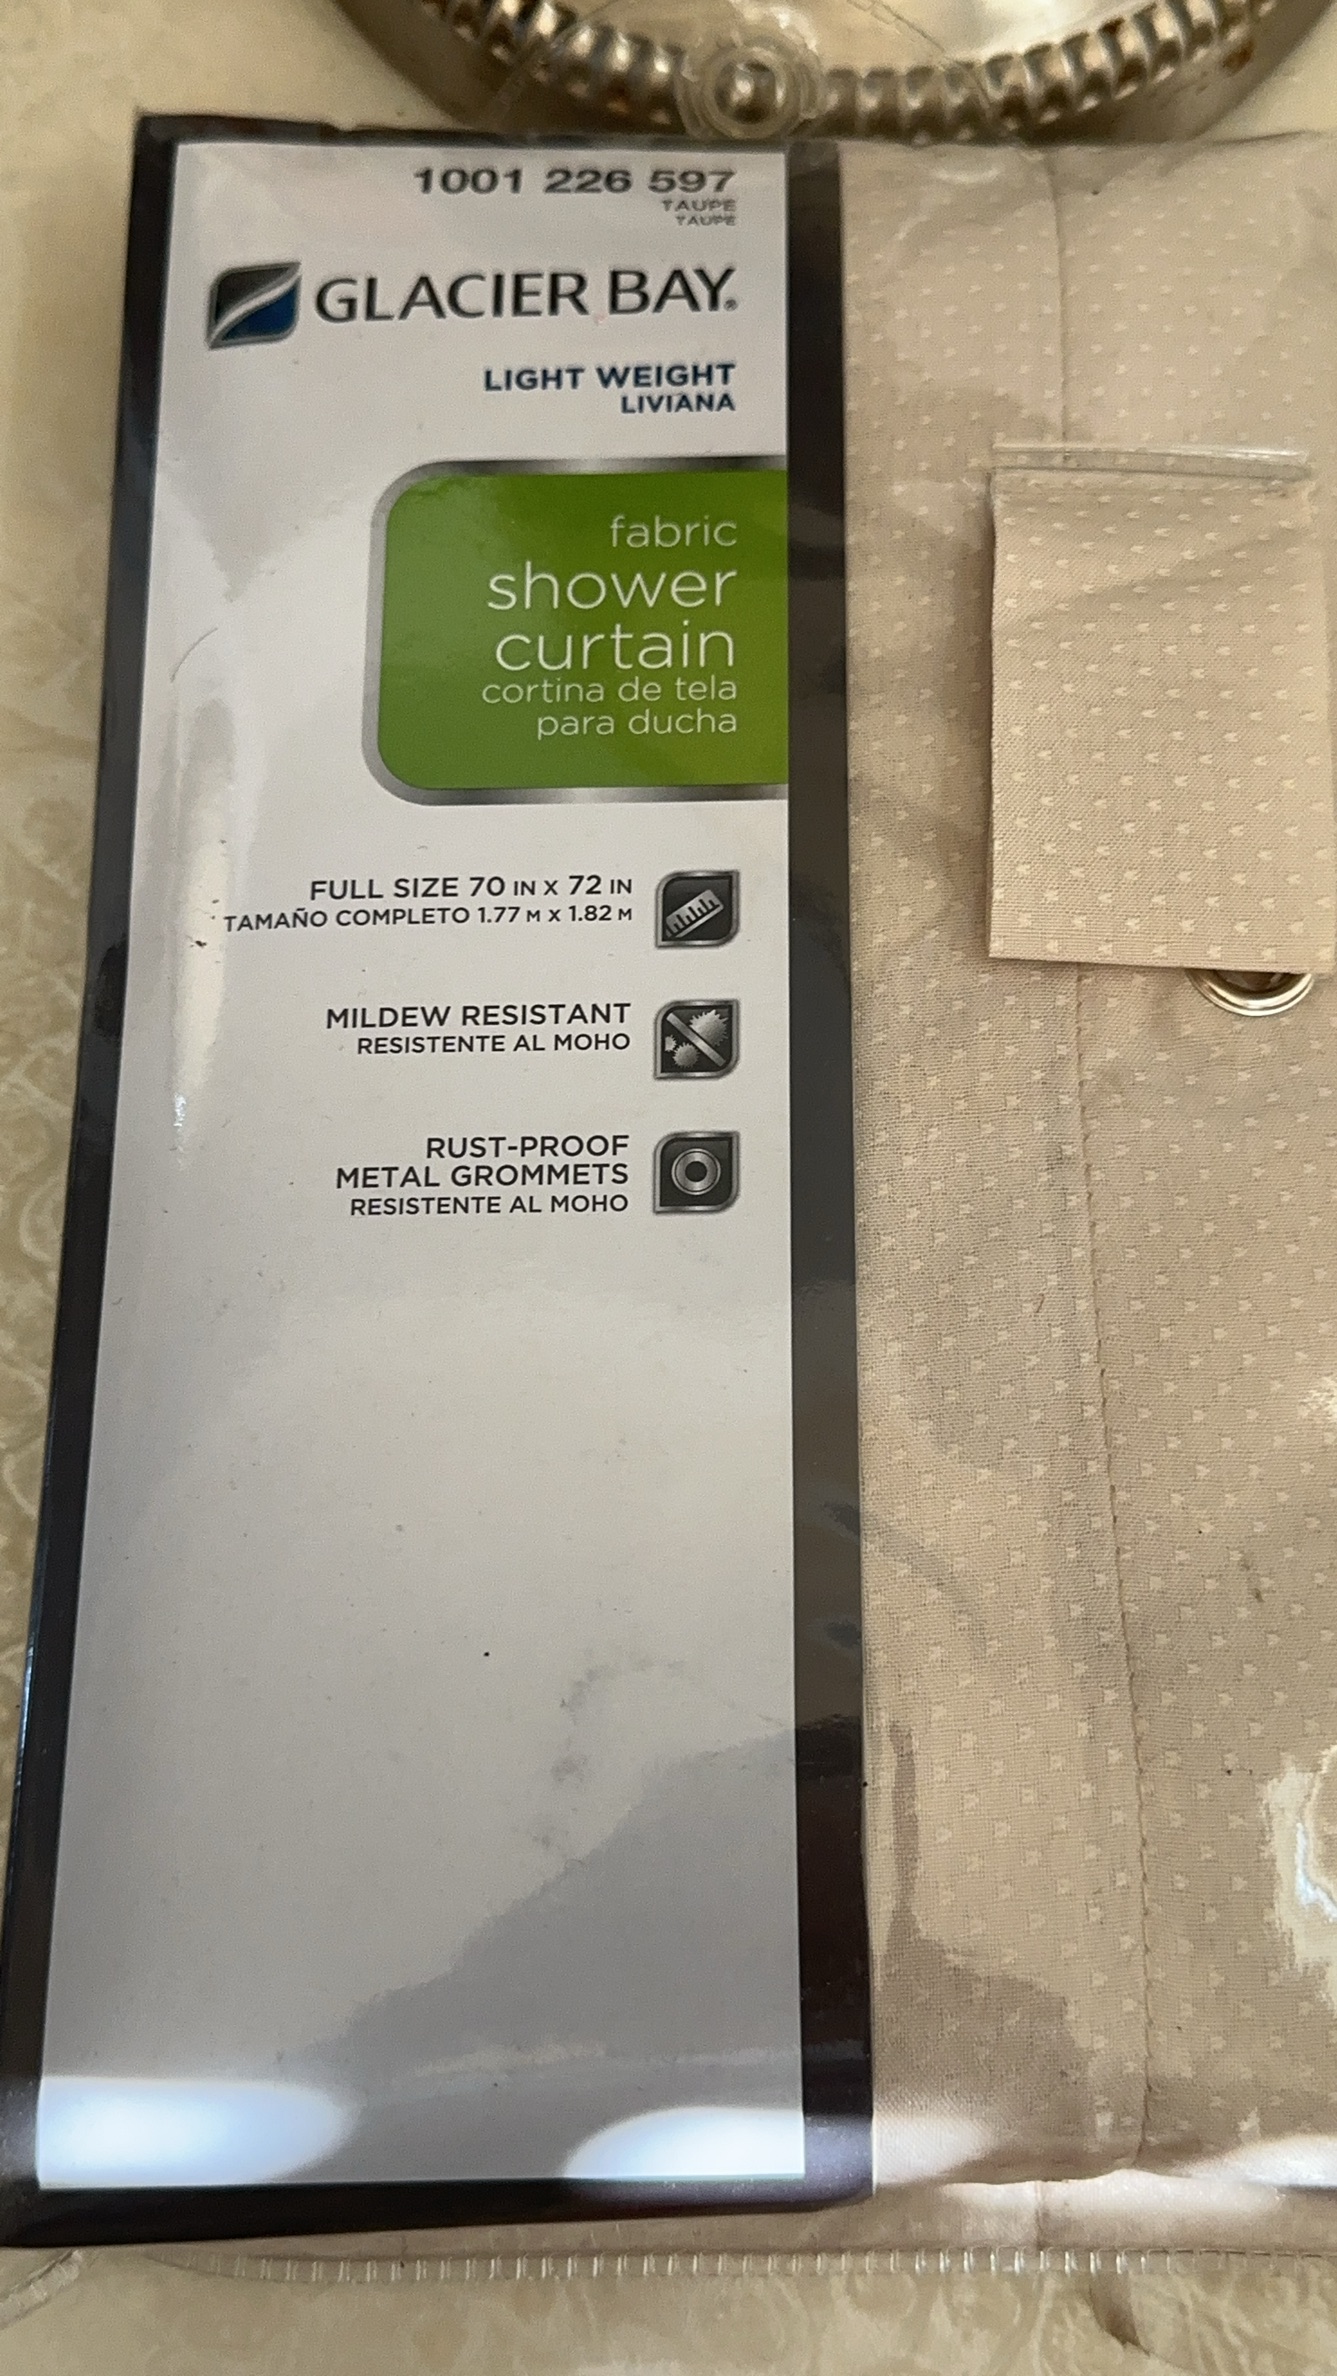 1001 226 597
TAUPE
TAUPE
GLACIER BAY®
LIGHT WEIGHT
LIVIANA
fabric
shower
curtain
cortina de tela
para ducha
FULL SIZE 70 IN X 72 IN
TAMAÑO COMPLETO 1.77 M X 1.82 M
MILDEW RESISTANT
RESISTENTE AL MOHO
RUST-PROOF
METAL GROMMETS
RESISTENTE AL MOHO